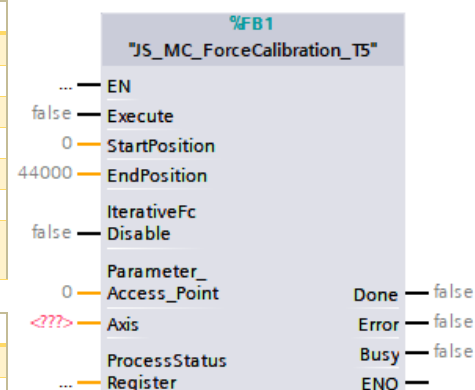 %FB1
"JS_MC_ForceCalibration_T5"
... EN
false Execute
0 StartPosition
44000 EndPosition
IterativeFc
false Disable
Parameter_
0 Access_Point Done false
<???> Axis Error false
ProcessStatus Busy false
... Register ENO